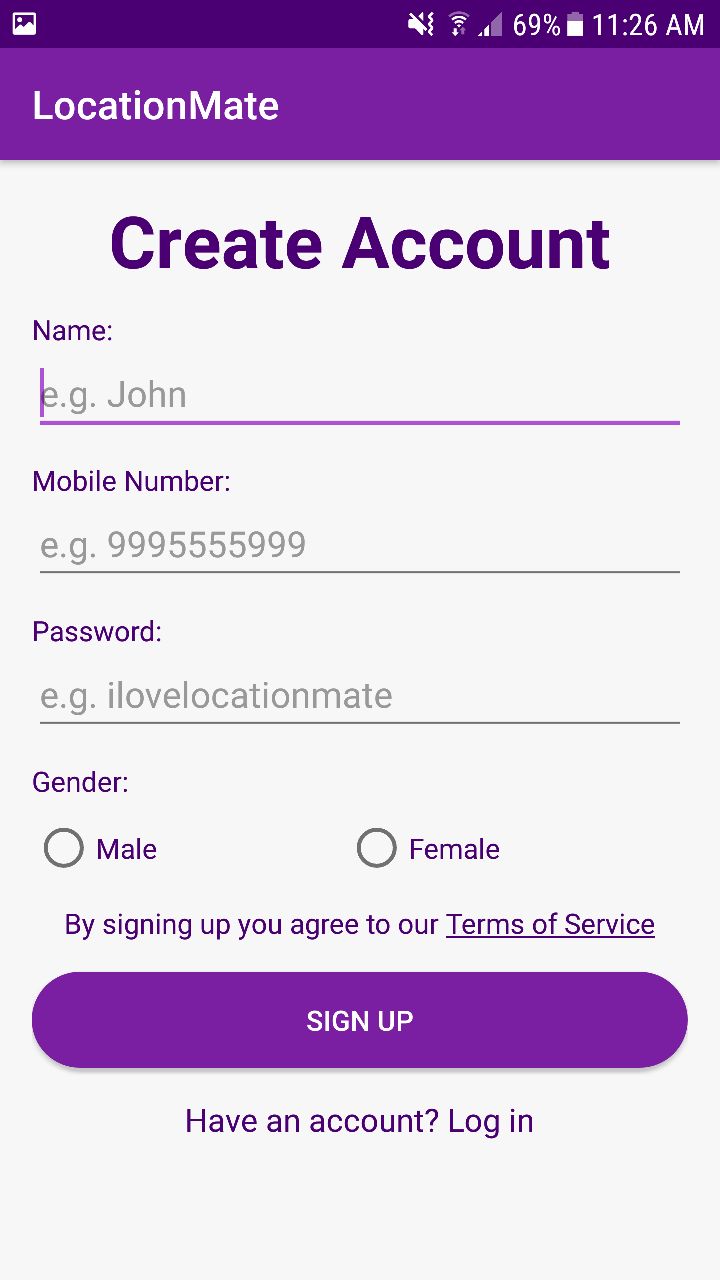 69% 11:26 AM
LocationMate
Create Account
Name:
e.g. John
Mobile Number:
e.g. 9995555999
Password:
e.g. ilovelocationmate
Gender:
Male Female
By signing up you agree to our Terms of Service
SIGN UP
Have an account? Log in